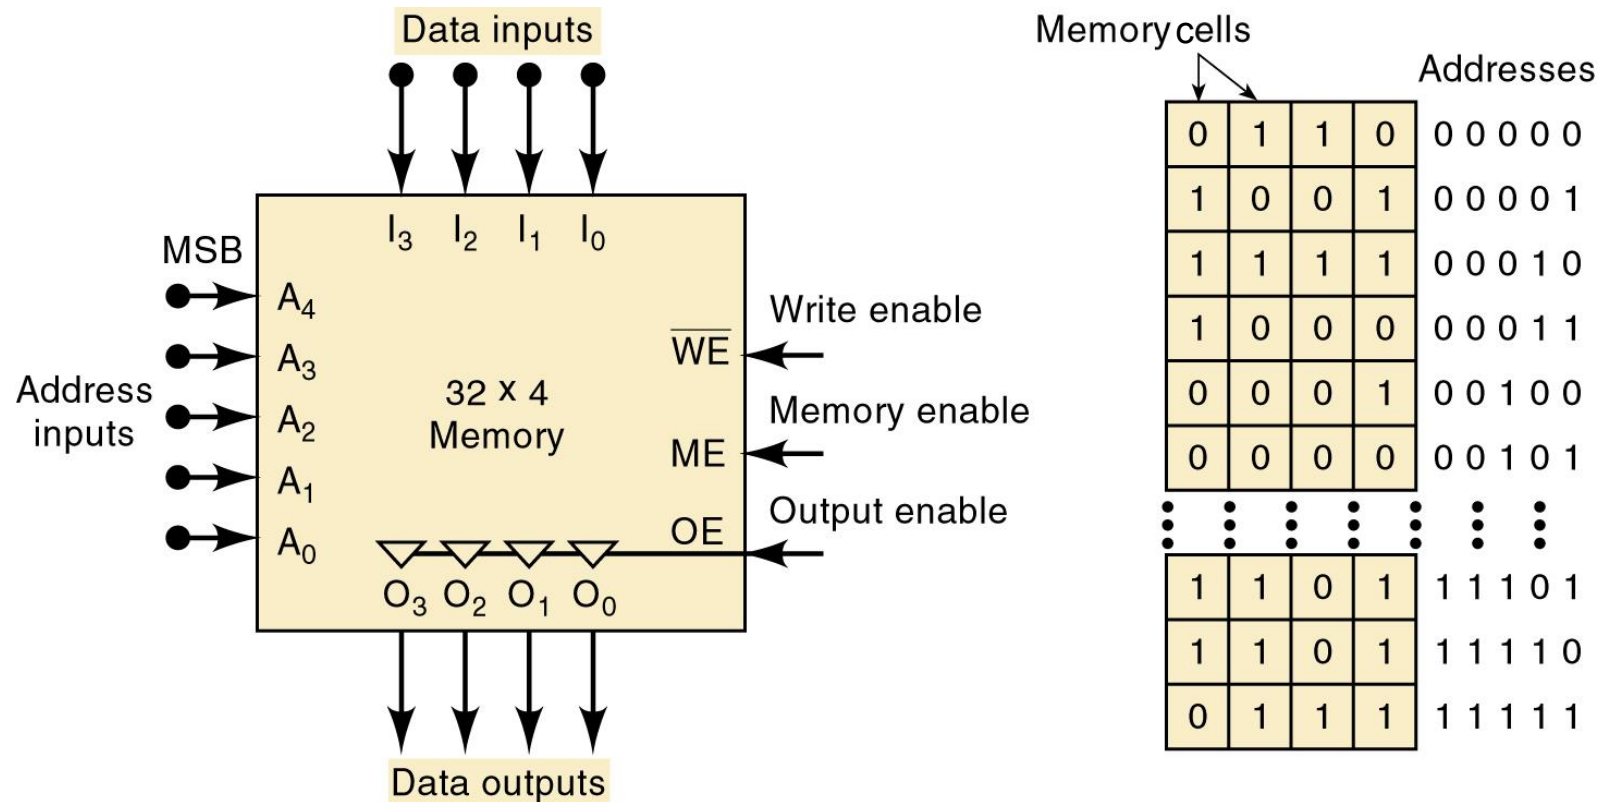 Data inputs
I3 I2 I1 I0
MSB
A4
A3
A2
A1
A0
Address
inputs
32 x 4
Memory
Write enable
W̅E̅
Memory enable
ME
Output enable
OE
O3 O2 O1 O0
Data outputs
Memory cells
Addresses
0 1 1 0 0 0 0 0 0
1 0 0 1 0 0 0 0 1
1 1 1 1 0 0 0 1 0
1 0 0 0 0 0 0 1 1
0 0 0 1 0 0 1 0 0
0 0 0 0 0 0 1 0 1
1 1 0 1 1 1 1 0 1
1 1 0 1 1 1 1 1 0
0 1 1 1 1 1 1 1 1